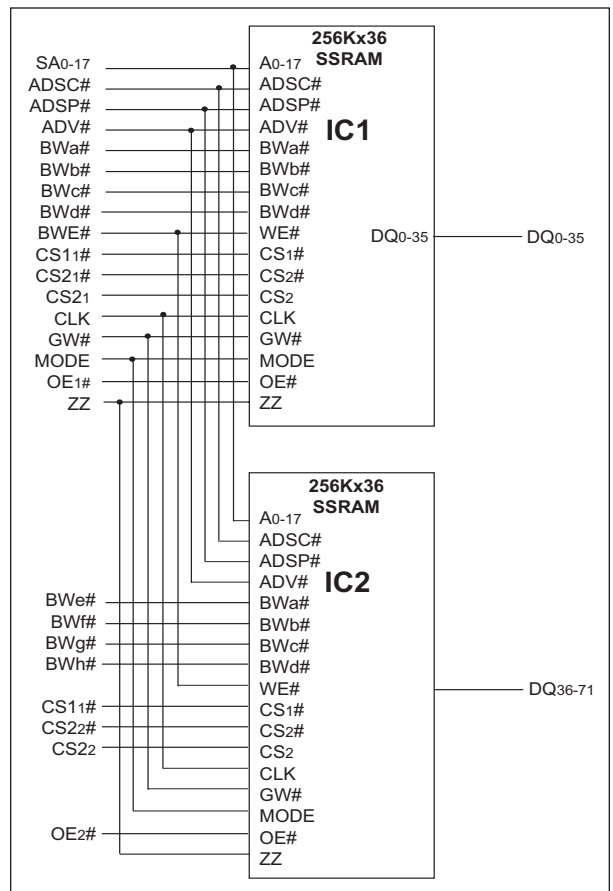 256Kx36
SSRAM
SA0-17 A0-17
ADSC# ADSC#
ADSP# ADSP#
ADV# ADV#
IC1
BWa# BWa#
BWb# BWb#
BWc# BWc#
BWd# BWd#
BWE# WE# DQ0-35 DQ0-35
CS11# CS1#
CS21# CS2#
CS21 CS2
CLK CLK
GW# GW#
MODE MODE
OE1# OE#
ZZ ZZ
256Kx36
SSRAM
A0-17
ADSC#
ADSP#
ADV#
IC2
BWe# BWa#
BWf# BWb#
BWg# BWc#
BWh# BWd#
WE# DQ36-71
CS11# CS1#
CS22# CS2#
CS22 CS2
CLK
GW#
MODE
OE2# OE#
ZZ